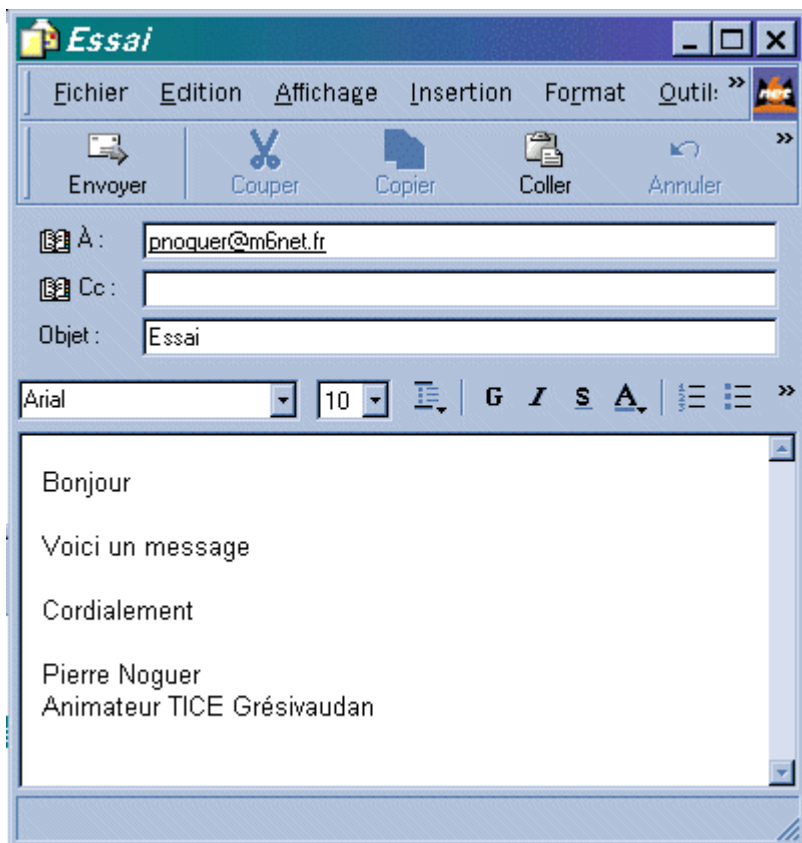 Essai
Fichier Edition Affichage Insertion Format Outils »
Envoyer Couper Copier Coller Annuler »
À : pnoguer@m6net.fr
Cc :
Objet : Essai
Arial 10 G I S A »
Bonjour
Voici un message
Cordialement
Pierre Noguer
Animateur TICE Grésivaudan